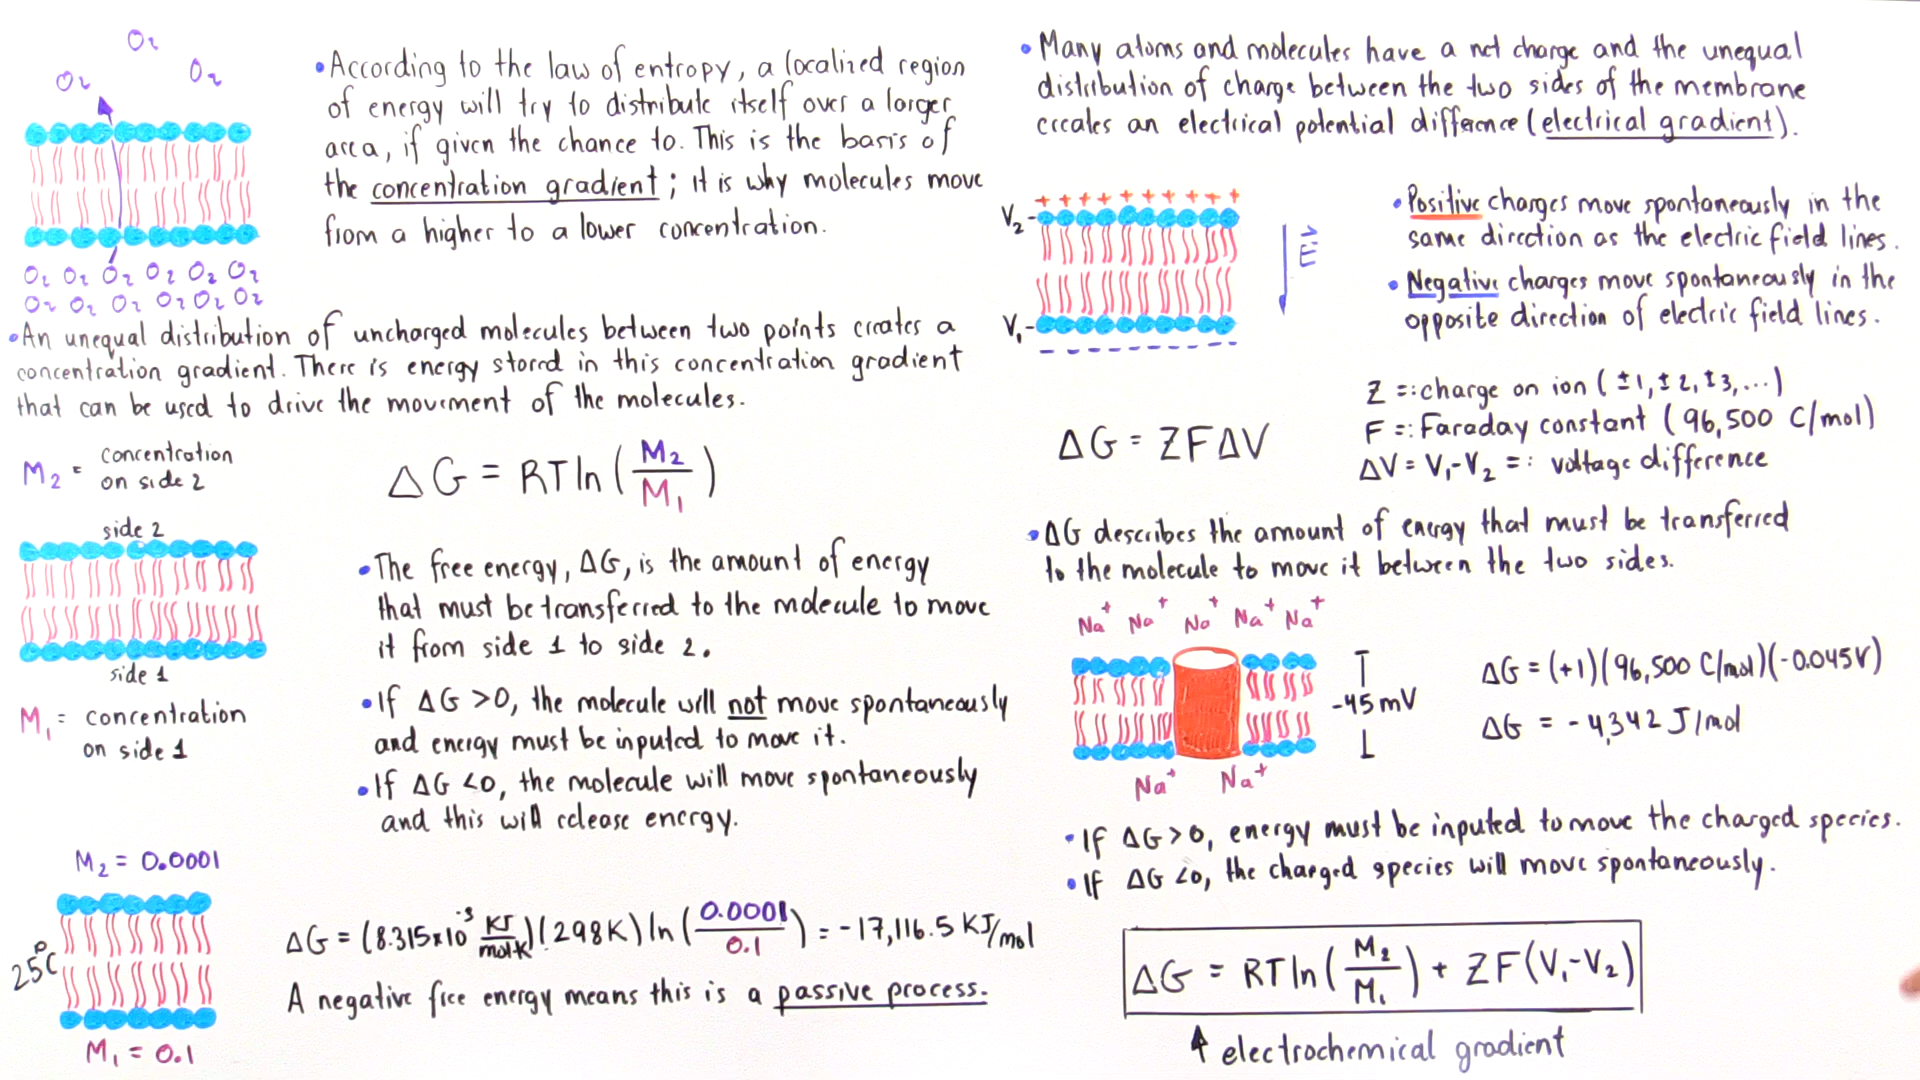 O₂
O₂ O₂
• According to the law of entropy, a localized region
of energy will try to distribute itself over a larger
area, if given the chance to. This is the basis of
the concentration gradient; it is why molecules move
from a higher to a lower concentration.
O₂ O₂ O₂ O₂ O₂ O₂
O₂ O₂ O₂ O₂ O₂ O₂
• An unequal distribution of uncharged molecules between two points creates a
concentration gradient. There is energy stored in this concentration gradient
that can be used to drive the movement of the molecules.
M₂ = concentration
on side 2
side 2
side 1
M₁ = concentration
on side 1
ΔG = RT ln (M₂/M₁)
• The free energy, ΔG, is the amount of energy
that must be transferred to the molecule to move
it from side 1 to side 2.
• If ΔG >0, the molecule will not move spontaneously
and energy must be inputed to move it.
• If ΔG <0, the molecule will move spontaneously
and this will release energy.
M₂ = 0.0001
25°C
M₁ = 0.1
ΔG = (8.315x10⁻³ KJ/mol·K)(298K) ln (0.0001/0.1) = -17,116.5 KJ/mol
A negative free energy means this is a passive process.
• Many atoms and molecules have a net charge and the unequal
distribution of charge between the two sides of the membrane
creates an electrical potential difference (electrical gradient).
+ + + + + + + + + +
V₂-
V₁-
- - - - - - - - - - -
E
• Positive charges move spontaneously in the
same direction as the electric field lines.
• Negative charges move spontaneously in the
opposite direction of electric field lines.
ΔG = ZFΔV
Z =: charge on ion (±1, ±2, ±3, ...)
F =: Faraday constant (96,500 C/mol)
ΔV = V₁-V₂ =: voltage difference
• ΔG describes the amount of energy that must be transferred
to the molecule to move it between the two sides.
Na⁺ Na⁺ Na⁺ Na⁺ Na⁺
-45 mV
Na⁺ Na⁺
ΔG = (+1)(96,500 C/mol)(-0.045V)
ΔG = -4,342 J/mol
• If ΔG >0, energy must be inputed to move the charged species.
• If ΔG <0, the charged species will move spontaneously.
ΔG = RT ln (M₂/M₁) + ZF(V₁-V₂)
electrochemical gradient